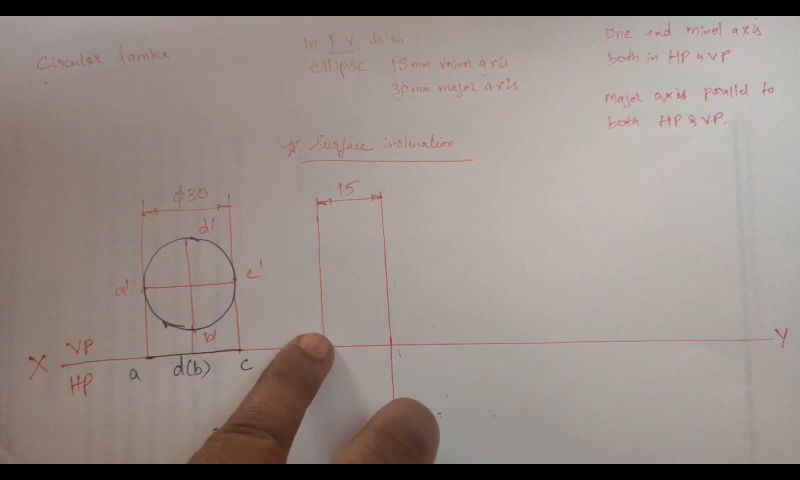 Circular lamina
In F.V it is an
ellipse 15mm minor axis
30mm major axis
One end minor axis
both in HP & VP
Major axis parallel to
both HP & VP.
* Surface inclination
φ30
15
d'
a'
c'
b'
X
VP
HP
Y
a
d(b)
c